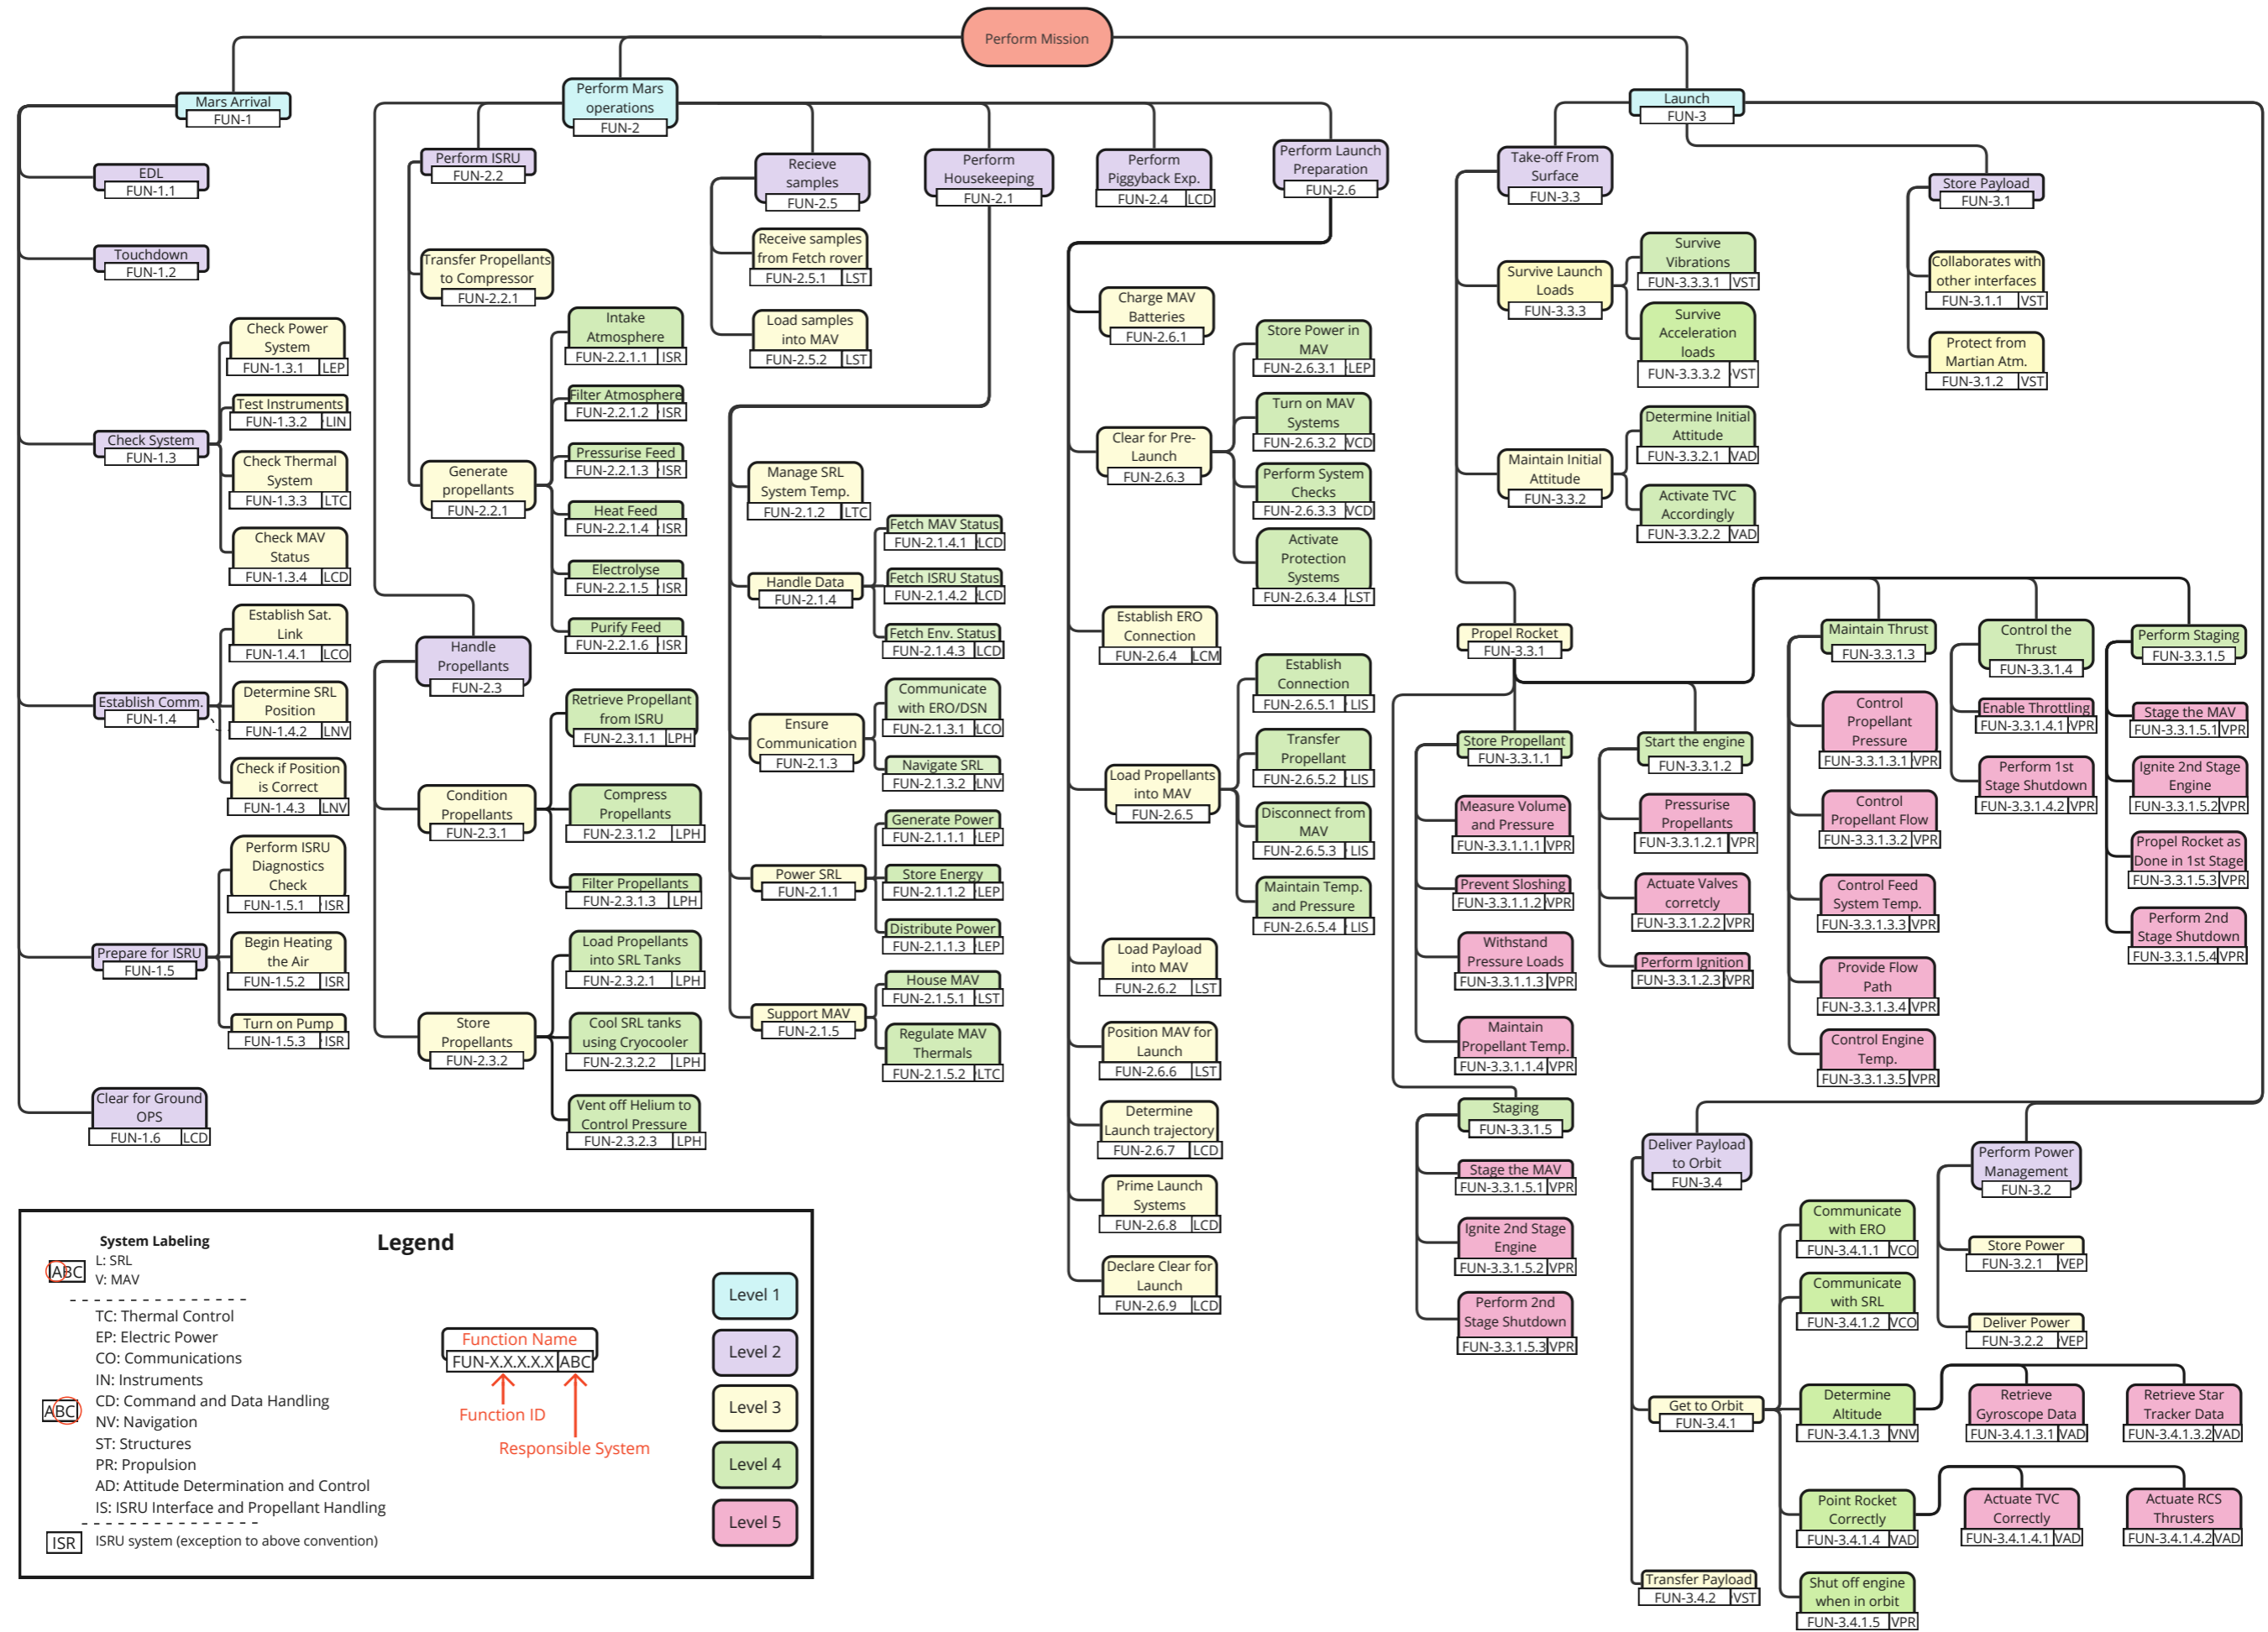 Perform Mission
Mars Arrival
FUN-1
EDL
FUN-1.1
Touchdown
FUN-1.2
Check System
FUN-1.3
Check Power
System
FUN-1.3.1 LEP
Test Instruments
FUN-1.3.2 LIN
Check Thermal
System
FUN-1.3.3 LTC
Check MAV
Status
FUN-1.3.4 LCD
Establish Comm.
FUN-1.4
Establish Sat.
Link
FUN-1.4.1 LCO
Determine SRL
Position
FUN-1.4.2 LNV
Check if Position
is Correct
FUN-1.4.3 LNV
Prepare for ISRU
FUN-1.5
Perform ISRU
Diagnostics
Check
FUN-1.5.1 ISR
Begin Heating
the Air
FUN-1.5.2 ISR
Turn on Pump
FUN-1.5.3 ISR
Clear for Ground
OPS
FUN-1.6 LCD
Perform Mars
operations
FUN-2
Perform ISRU
FUN-2.2
Transfer Propellants
to Compressor
FUN-2.2.1
Generate
propellants
FUN-2.2.1
Intake
Atmosphere
FUN-2.2.1.1 ISR
Filter Atmosphere
FUN-2.2.1.2 ISR
Pressurise Feed
FUN-2.2.1.3 ISR
Heat Feed
FUN-2.2.1.4 ISR
Electrolyse
FUN-2.2.1.5 ISR
Purify Feed
FUN-2.2.1.6 ISR
Handle
Propellants
FUN-2.3
Condition
Propellants
FUN-2.3.1
Retrieve Propellant
from ISRU
FUN-2.3.1.1 LPH
Compress
Propellants
FUN-2.3.1.2 LPH
Filter Propellants
FUN-2.3.1.3 LPH
Store
Propellants
FUN-2.3.2
Load Propellants
into SRL Tanks
FUN-2.3.2.1 LPH
Cool SRL tanks
using Cryocooler
FUN-2.3.2.2 LPH
Vent off Helium to
Control Pressure
FUN-2.3.2.3 LPH
Recieve
samples
FUN-2.5
Receive samples
from Fetch rover
FUN-2.5.1 LST
Load samples
into MAV
FUN-2.5.2 LST
Perform
Housekeeping
FUN-2.1
Manage SRL
System Temp.
FUN-2.1.2 LTC
Handle Data
FUN-2.1.4
Fetch MAV Status
FUN-2.1.4.1 LCD
Fetch ISRU Status
FUN-2.1.4.2 LCD
Fetch Env. Status
FUN-2.1.4.3 LCD
Ensure
Communication
FUN-2.1.3
Communicate
with ERO/DSN
FUN-2.1.3.1 LCO
Navigate SRL
FUN-2.1.3.2 LNV
Power SRL
FUN-2.1.1
Generate Power
FUN-2.1.1.1 LEP
Store Energy
FUN-2.1.1.2 LEP
Distribute Power
FUN-2.1.1.3 LEP
Support MAV
FUN-2.1.5
House MAV
FUN-2.1.5.1 LST
Regulate MAV
Thermals
FUN-2.1.5.2 LTC
Perform
Piggyback Exp.
FUN-2.4 LCD
Perform Launch
Preparation
FUN-2.6
Charge MAV
Batteries
FUN-2.6.1
Clear for Pre-
Launch
FUN-2.6.3
Store Power in
MAV
FUN-2.6.3.1 LEP
Turn on MAV
Systems
FUN-2.6.3.2 VCD
Perform System
Checks
FUN-2.6.3.3 VCD
Activate
Protection
Systems
FUN-2.6.3.4 LST
Establish ERO
Connection
FUN-2.6.4 LCM
Load Propellants
into MAV
FUN-2.6.5
Establish
Connection
FUN-2.6.5.1 LIS
Transfer
Propellant
FUN-2.6.5.2 LIS
Disconnect from
MAV
FUN-2.6.5.3 LIS
Maintain Temp.
and Pressure
FUN-2.6.5.4 LIS
Load Payload
into MAV
FUN-2.6.2 LST
Position MAV for
Launch
FUN-2.6.6 LST
Determine
Launch trajectory
FUN-2.6.7 LCD
Prime Launch
Systems
FUN-2.6.8 LCD
Declare Clear for
Launch
FUN-2.6.9 LCD
Launch
FUN-3
Take-off From
Surface
FUN-3.3
Survive Launch
Loads
FUN-3.3.3
Survive
Vibrations
FUN-3.3.3.1 VST
Survive
Acceleration
loads
FUN-3.3.3.2 VST
Maintain Initial
Attitude
FUN-3.3.2
Determine Initial
Attitude
FUN-3.3.2.1 VAD
Activate TVC
Accordingly
FUN-3.3.2.2 VAD
Store Payload
FUN-3.1
Collaborates with
other interfaces
FUN-3.1.1 VST
Protect from
Martian Atm.
FUN-3.1.2 VST
Propel Rocket
FUN-3.3.1
Store Propellant
FUN-3.3.1.1
Measure Volume
and Pressure
FUN-3.3.1.1.1 VPR
Prevent Sloshing
FUN-3.3.1.1.2 VPR
Withstand
Pressure Loads
FUN-3.3.1.1.3 VPR
Maintain
Propellant Temp.
FUN-3.3.1.1.4 VPR
Start the engine
FUN-3.3.1.2
Pressurise
Propellants
FUN-3.3.1.2.1 VPR
Actuate Valves
corretcly
FUN-3.3.1.2.2 VPR
Perform Ignition
FUN-3.3.1.2.3 VPR
Maintain Thrust
FUN-3.3.1.3
Control
Propellant
Pressure
FUN-3.3.1.3.1 VPR
Control
Propellant Flow
FUN-3.3.1.3.2 VPR
Control Feed
System Temp.
FUN-3.3.1.3.3 VPR
Provide Flow
Path
FUN-3.3.1.3.4 VPR
Control Engine
Temp.
FUN-3.3.1.3.5 VPR
Control the
Thrust
FUN-3.3.1.4
Enable Throttling
FUN-3.3.1.4.1 VPR
Perform 1st
Stage Shutdown
FUN-3.3.1.4.2 VPR
Perform Staging
FUN-3.3.1.5
Stage the MAV
FUN-3.3.1.5.1 VPR
Ignite 2nd Stage
Engine
FUN-3.3.1.5.2 VPR
Propel Rocket as
Done in 1st Stage
FUN-3.3.1.5.3 VPR
Perform 2nd
Stage Shutdown
FUN-3.3.1.5.4 VPR
Staging
FUN-3.3.1.5
Stage the MAV
FUN-3.3.1.5.1 VPR
Ignite 2nd Stage
Engine
FUN-3.3.1.5.2 VPR
Perform 2nd
Stage Shutdown
FUN-3.3.1.5.3 VPR
Deliver Payload
to Orbit
FUN-3.4
Get to Orbit
FUN-3.4.1
Communicate
with ERO
FUN-3.4.1.1 VCO
Communicate
with SRL
FUN-3.4.1.2 VCO
Determine
Altitude
FUN-3.4.1.3 VNV
Retrieve
Gyroscope Data
FUN-3.4.1.3.1 VAD
Retrieve Star
Tracker Data
FUN-3.4.1.3.2 VAD
Point Rocket
Correctly
FUN-3.4.1.4 VAD
Actuate TVC
Correctly
FUN-3.4.1.4.1 VAD
Actuate RCS
Thrusters
FUN-3.4.1.4.2 VAD
Shut off engine
when in orbit
FUN-3.4.1.5 VPR
Transfer Payload
FUN-3.4.2 VST
Perform Power
Management
FUN-3.2
Store Power
FUN-3.2.1 VEP
Deliver Power
FUN-3.2.2 VEP
Legend
System Labeling
ABC
L: SRL
V: MAV
TC: Thermal Control
EP: Electric Power
CO: Communications
IN: Instruments
ABC
CD: Command and Data Handling
NV: Navigation
ST: Structures
PR: Propulsion
AD: Attitude Determination and Control
IS: ISRU Interface and Propellant Handling
ISR
ISRU system (exception to above convention)
Function Name
FUN-X.X.X.X.X ABC
Function ID
Responsible System
Level 1
Level 2
Level 3
Level 4
Level 5